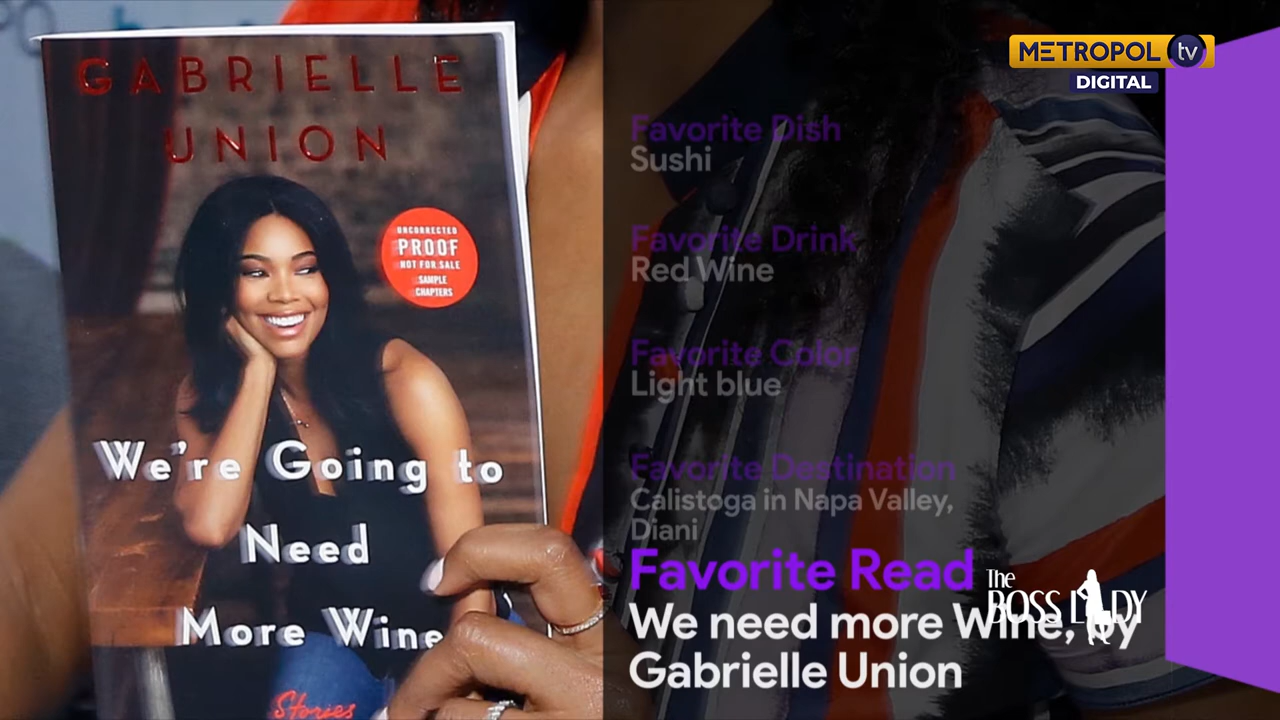 GABRIELLE
UNION
UNCORRECTED
PROOF
NOT FOR SALE
SAMPLE
CHAPTERS
We're Going to
Need
More Wine
Stories
METROPOL tv
DIGITAL
Favorite Dish
Sushi
Favorite Drink
Red Wine
Favorite Color
Light blue
Favorite Destination
Calistoga in Napa Valley,
Diani
Favorite Read
We need more Wine, by
Gabrielle Union
The
BOSS LADY